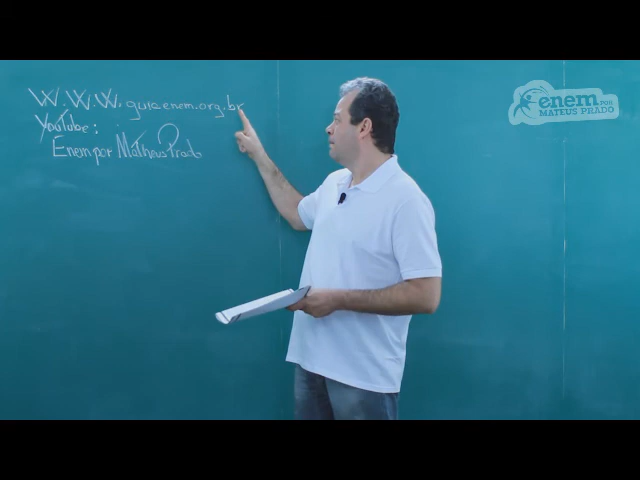 W.W.W.guiaenem.org.br
YouTube:
Enem por Matheus Prado
enem POR
MATEUS PRADO